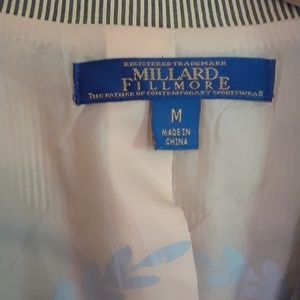 REGISTERED TRADEMARK
MILLARD
FILLMORE
THE FATHER OF CONTEMPORARY SPORTSWEAR
M
MADE IN
CHINA